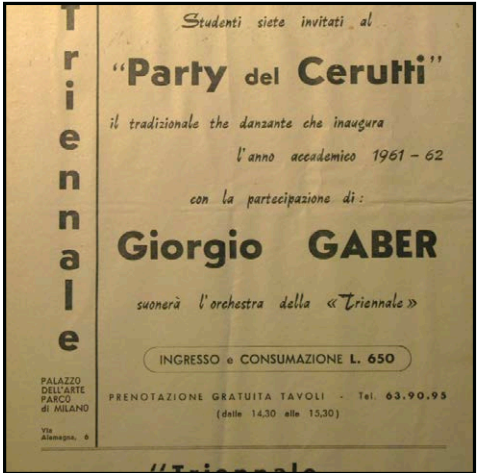 Triennale
PALAZZO
DELL'ARTE
PARCO
di MILANO
Via
Alemagna, 6
Studenti siete invitati al
"Party del Cerutti"
il tradizionale the danzante che inaugura
l'anno accademico 1961 - 62
con la partecipazione di:
Giorgio GABER
suonerà l'orchestra della «Triennale»
INGRESSO e CONSUMAZIONE L. 650
PRENOTAZIONE GRATUITA TAVOLI - Tel. 63.90.95
(dalle 14,30 alle 15,30)
"Triennale